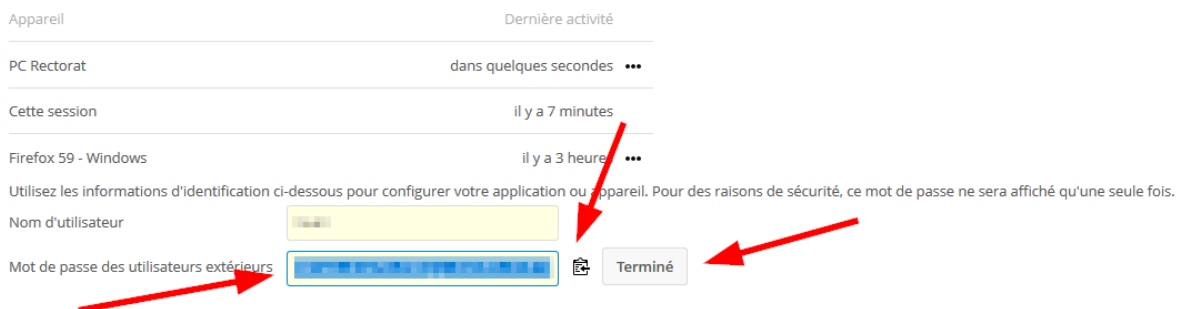 Appareil Dernière activité
PC Rectorat dans quelques secondes •••
Cette session il y a 7 minutes
Firefox 59 - Windows il y a 3 heures •••
Utilisez les informations d'identification ci-dessous pour configurer votre application ou appareil. Pour des raisons de sécurité, ce mot de passe ne sera affiché qu'une seule fois.
Nom d'utilisateur
Mot de passe des utilisateurs extérieurs Terminé